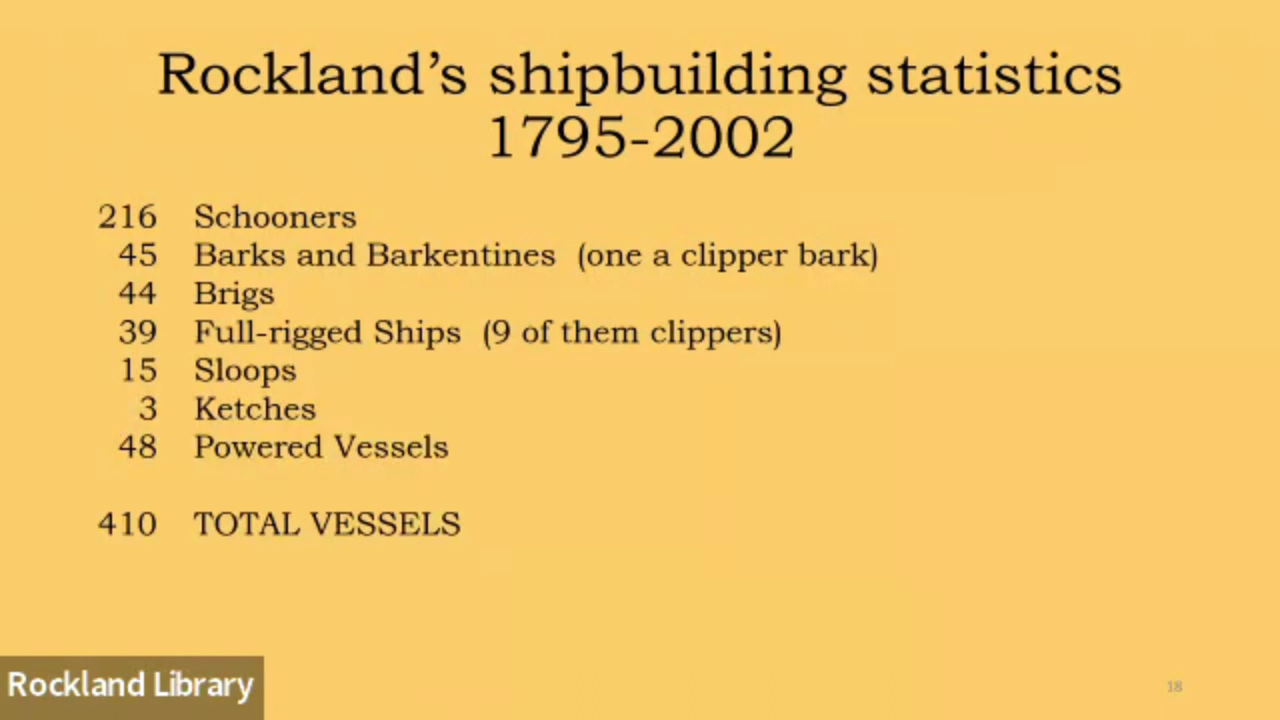 Rockland’s shipbuilding statistics
1795-2002
216 Schooners
45 Barks and Barkentines (one a clipper bark)
44 Brigs
39 Full-rigged Ships (9 of them clippers)
15 Sloops
3 Ketches
48 Powered Vessels
410 TOTAL VESSELS
Rockland Library
18